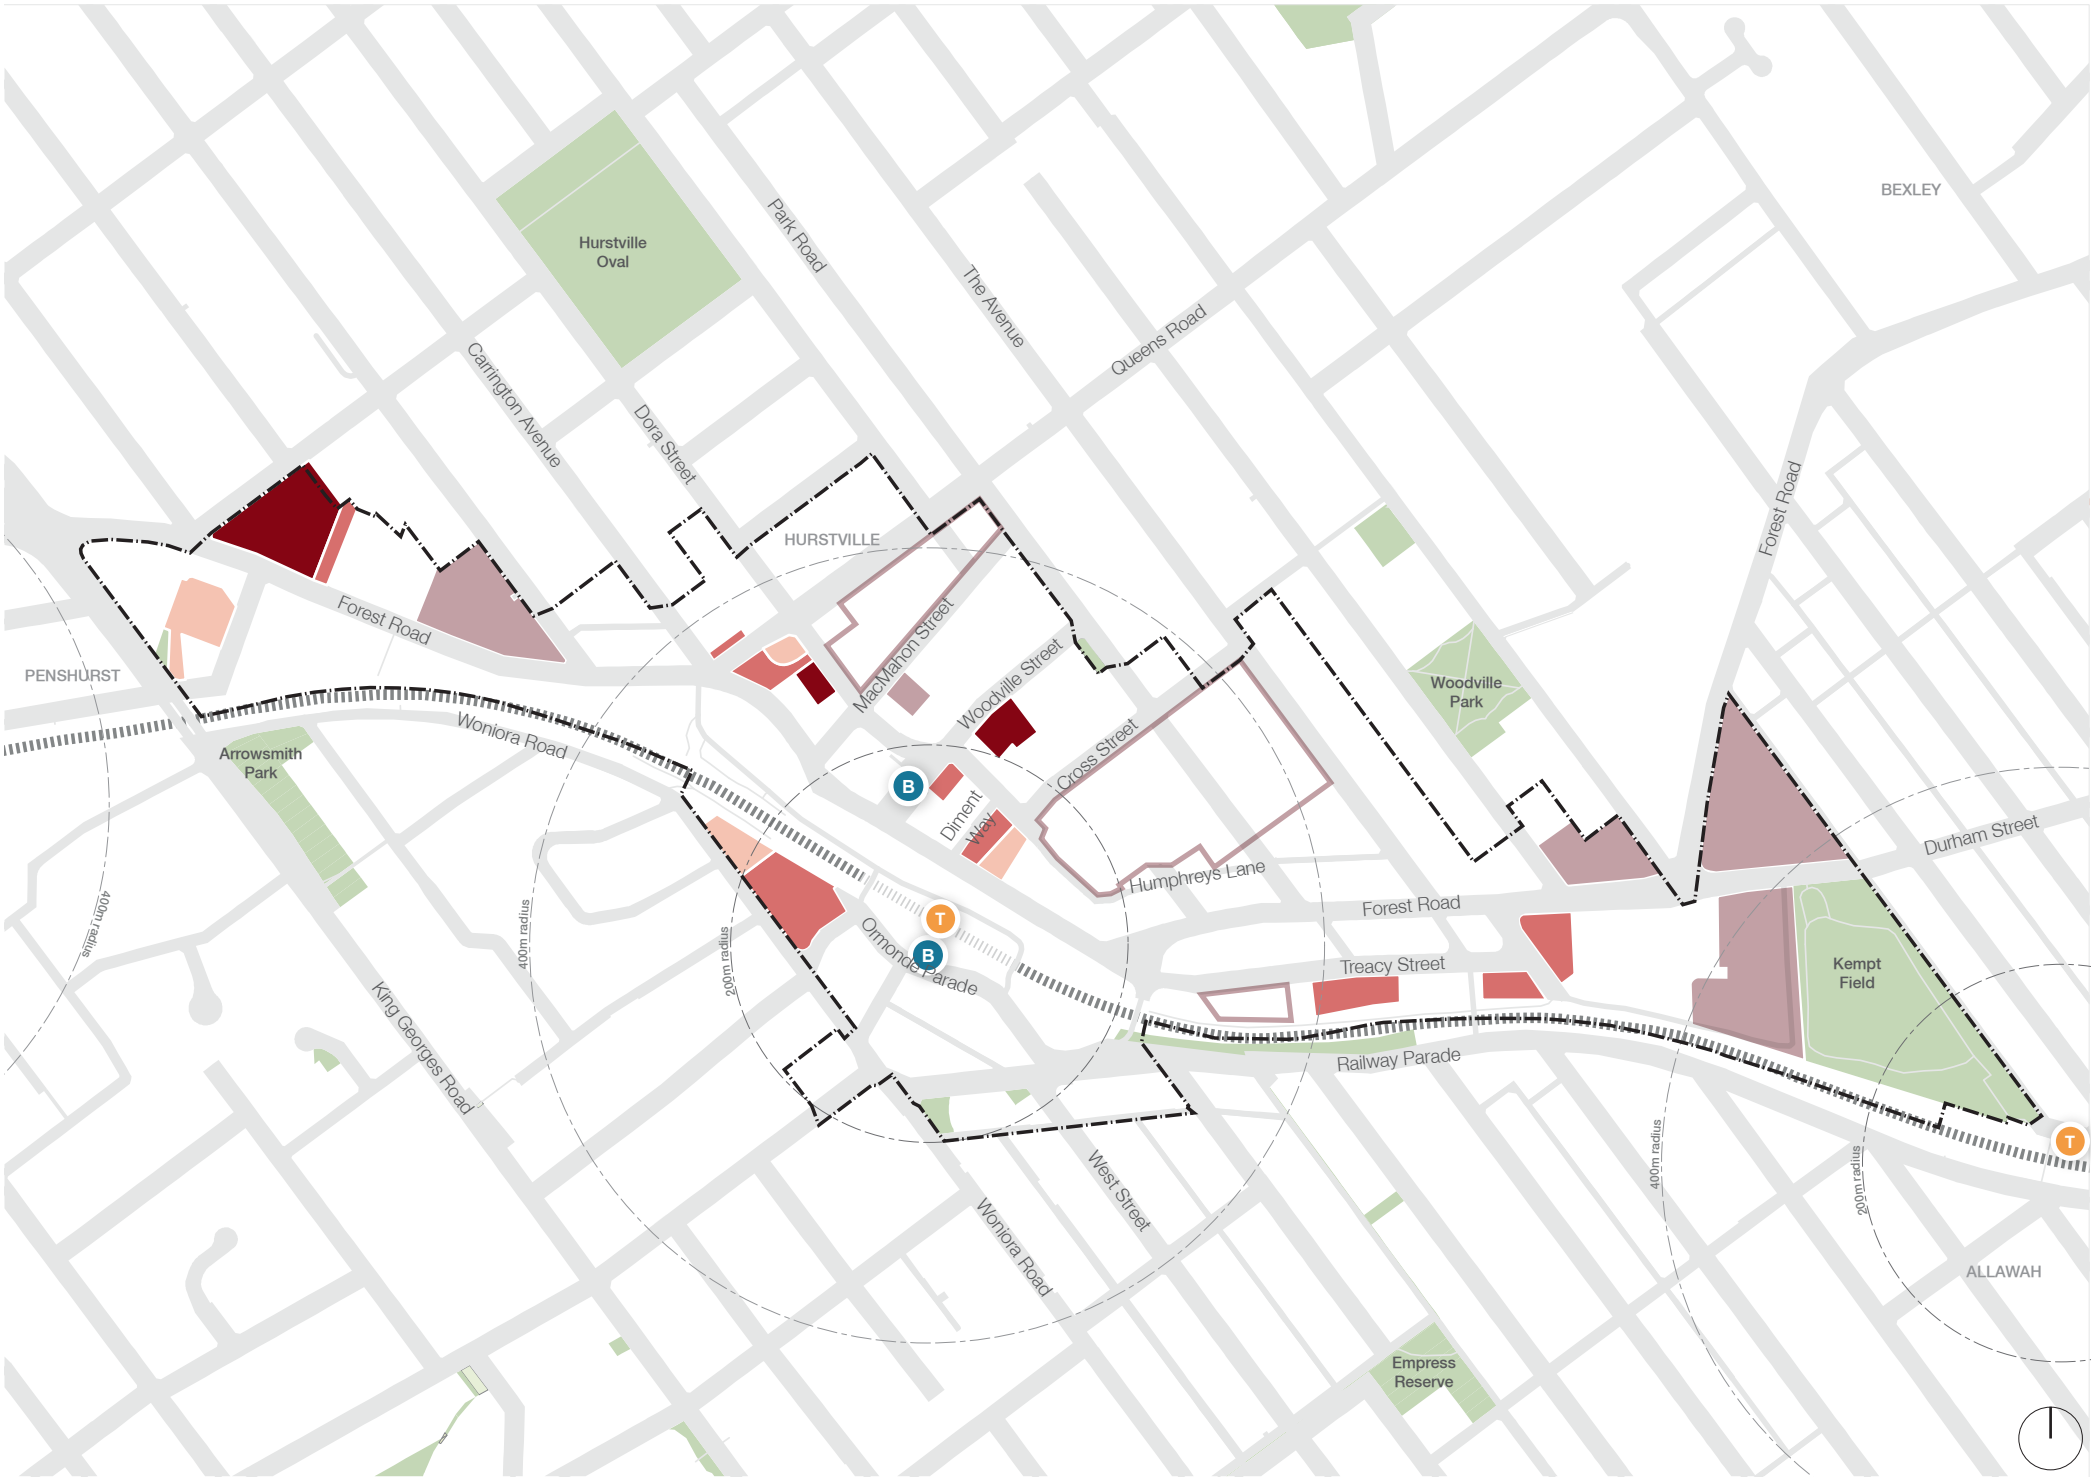 BEXLEY
Hurstville
Oval
Park Road
The Avenue
Queens Road
Carrington Avenue
Dora Street
HURSTVILLE
Forest Road
Forest Road
MacMahon Street
Woodville Street
PENSHURST
Woodville
Park
Woniora Road
Cross Street
Arrowsmith
Park
B
Diment
Way
Durham Street
Humphreys Lane
Forest Road
T
400m radius
400m radius
200m radius
Ormonde Parade
B
Treacy Street
Kempt
Field
King Georges Road
Railway Parade
T
400m radius
200m radius
West Street
Woniora Road
ALLAWAH
Empress
Reserve